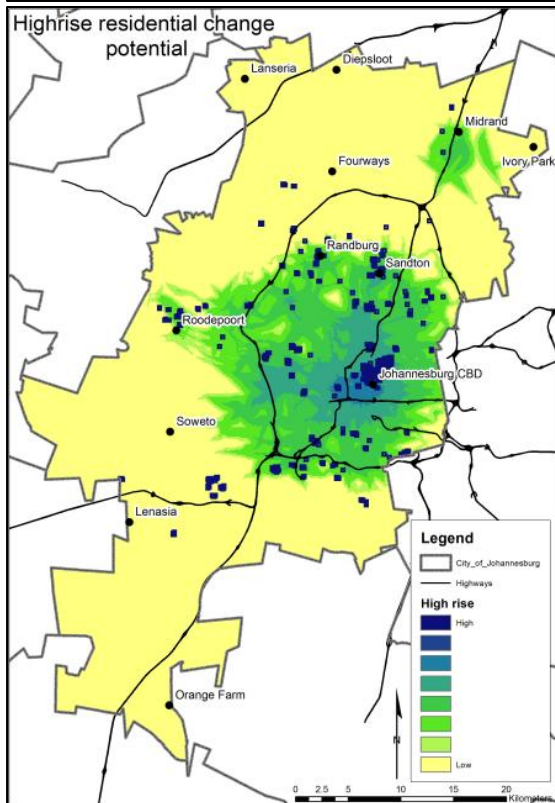 Highrise residential change
potential
Lanseria
Diepsloot
Midrand
Ivory Park
Fourways
Randburg
Sandton
Roodepoort
Johannesburg CBD
Soweto
Lenasia
Orange Farm
Legend
City_of_Johannesburg
Highways
High rise
High
Low
N
0 2.5 5 10 15 20
Kilometers